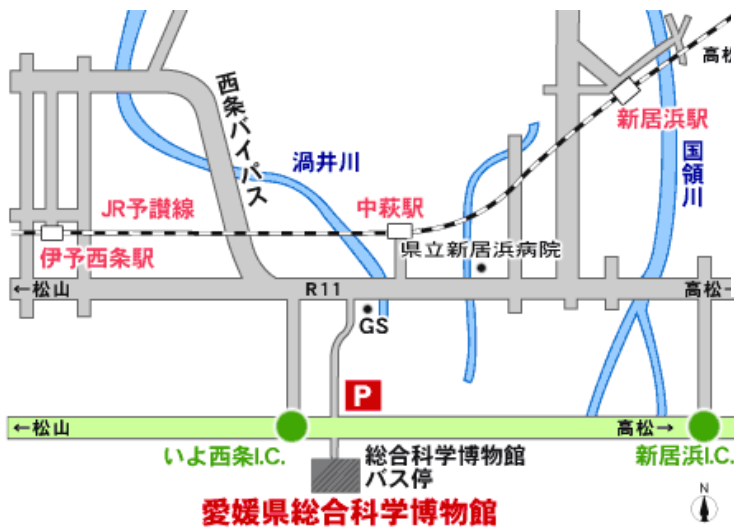 高松
西条バイパス
新居浜駅
国領川
渦井川
JR予讃線
中萩駅
伊予西条駅
県立新居浜病院
←松山
R11
高松→
GS
P
←松山
高松→
いよ西条I.C.
総合科学博物館
バス停
新居浜I.C.
愛媛県総合科学博物館
N